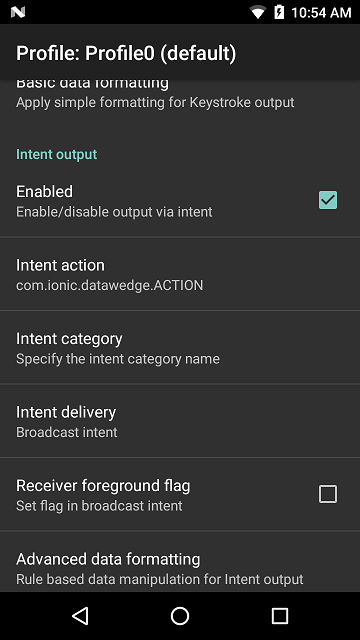 10:54 AM
Profile: Profile0 (default)
Basic data formatting
Apply simple formatting for Keystroke output
Intent output
Enabled
Enable/disable output via intent
Intent action
com.ionic.datawedge.ACTION
Intent category
Specify the intent category name
Intent delivery
Broadcast intent
Receiver foreground flag
Set flag in broadcast intent
Advanced data formatting
Rule based data manipulation for Intent output